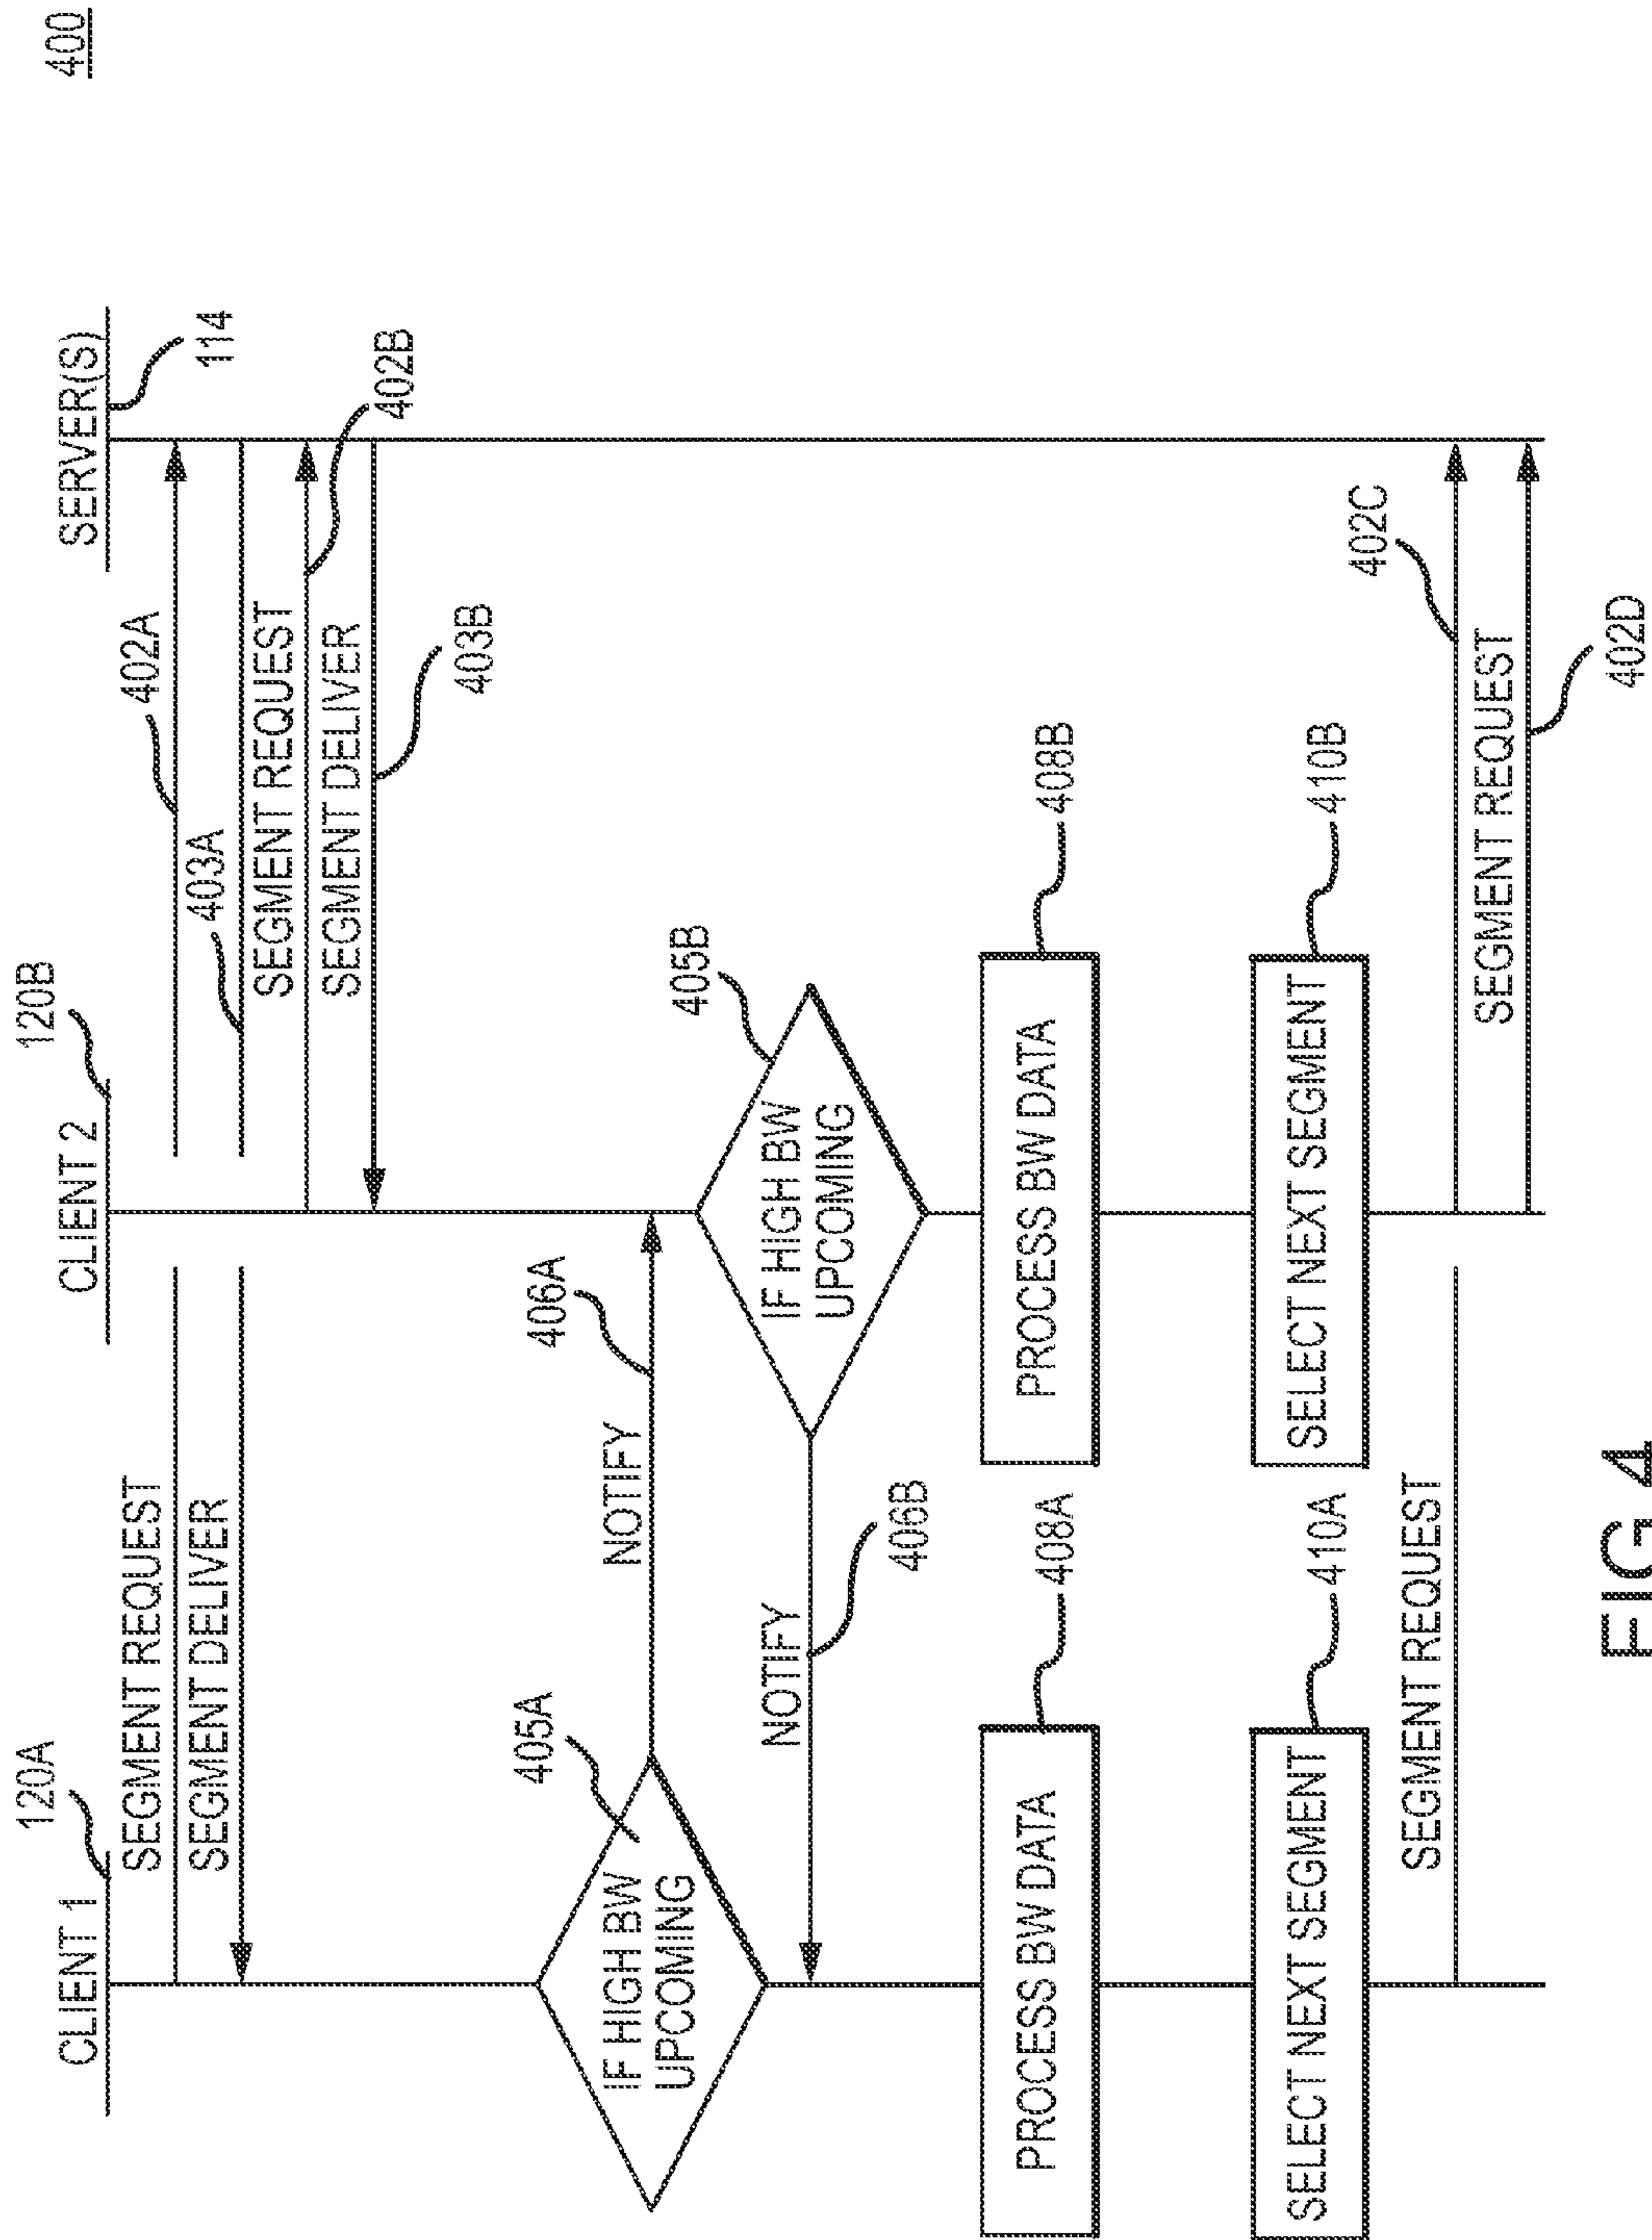 400
120A
120B
CLIENT 1
CLIENT 2
SERVER(S)
114
SEGMENT REQUEST
402A
SEGMENT DELIVER
403A
SEGMENT REQUEST
402B
SEGMENT DELIVER
403B
405A
IF HIGH BW
UPCOMING
NOTIFY
406A
405B
IF HIGH BW
UPCOMING
NOTIFY
406B
PROCESS BW DATA
408A
PROCESS BW DATA
408B
SELECT NEXT SEGMENT
410A
SELECT NEXT SEGMENT
410B
SEGMENT REQUEST
402C
SEGMENT REQUEST
402D
FIG 4